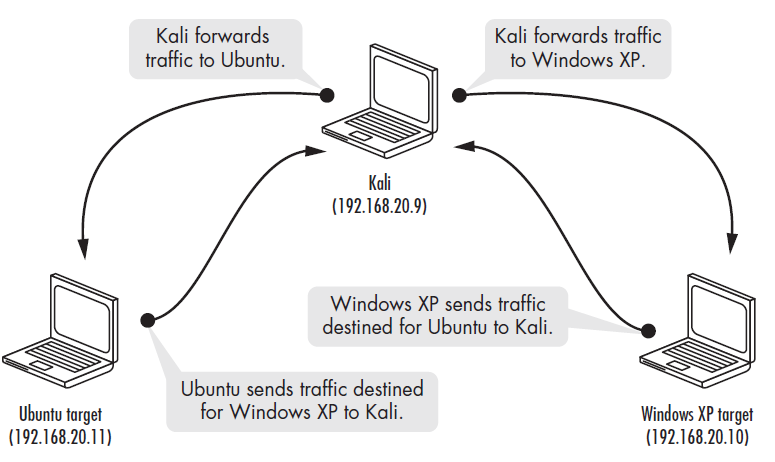 Kali forwards
traffic to Ubuntu.
Kali forwards traffic
to Windows XP.
Kali
(192.168.20.9)
Windows XP sends traffic
destined for Ubuntu to Kali.
Ubuntu sends traffic destined
for Windows XP to Kali.
Ubuntu target
(192.168.20.11)
Windows XP target
(192.168.20.10)